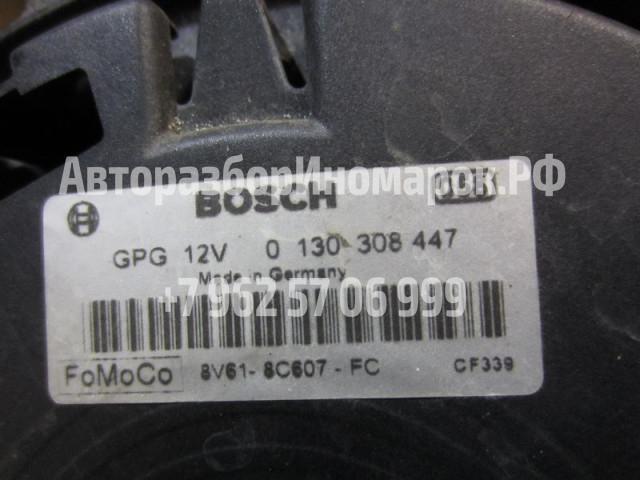 АвторазборИномарок.РФ
BOSCH
GPG 12V 0 130 308 447
Made in Germany
+7 962 57 06 999
FoMoCo 8V61- 8C607 - FC CF339